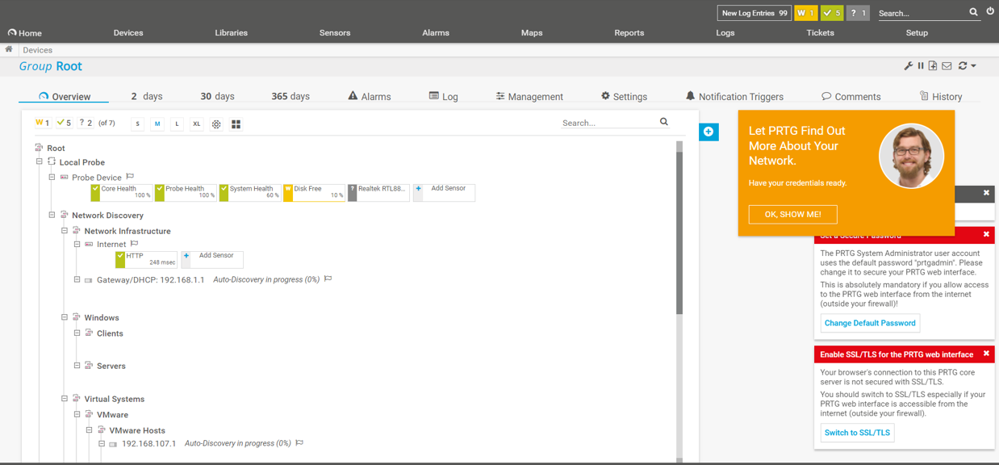 New Log Entries 99 W 1 5 ? 1 Search...
Home Devices Libraries Sensors Alarms Maps Reports Logs Tickets Setup
Devices
Group Root
Overview 2 days 30 days 365 days Alarms Log Management Settings Notification Triggers Comments History
W 1 5 ? 2 (of 7) S M L XL Search...
Root
Local Probe
Probe Device
Core Health 100 % Probe Health 100 % System Health 60 % W Disk Free 10 % ? Realtek RTL88... + Add Sensor
Network Discovery
Network Infrastructure
Internet
HTTP 248 msec + Add Sensor
Gateway/DHCP: 192.168.1.1 Auto-Discovery in progress (0%)
Windows
Clients
Servers
Virtual Systems
VMware
VMware Hosts
192.168.107.1 Auto-Discovery in progress (0%)
Let PRTG Find Out
More About Your
Network.
Have your credentials ready.
OK, SHOW ME!
Set a Secure Password
The PRTG System Administrator user account
uses the default password "prtgadmin". Please
change it to secure your PRTG web interface.
This is absolutely mandatory if you allow access
to the PRTG web interface from the internet
(outside your firewall)!
Change Default Password
Enable SSL/TLS for the PRTG web interface
Your browser's connection to this PRTG core
server is not secured with SSL/TLS.
You should switch to SSL/TLS especially if your
PRTG web interface is accessible from the
internet (outside your firewall).
Switch to SSL/TLS